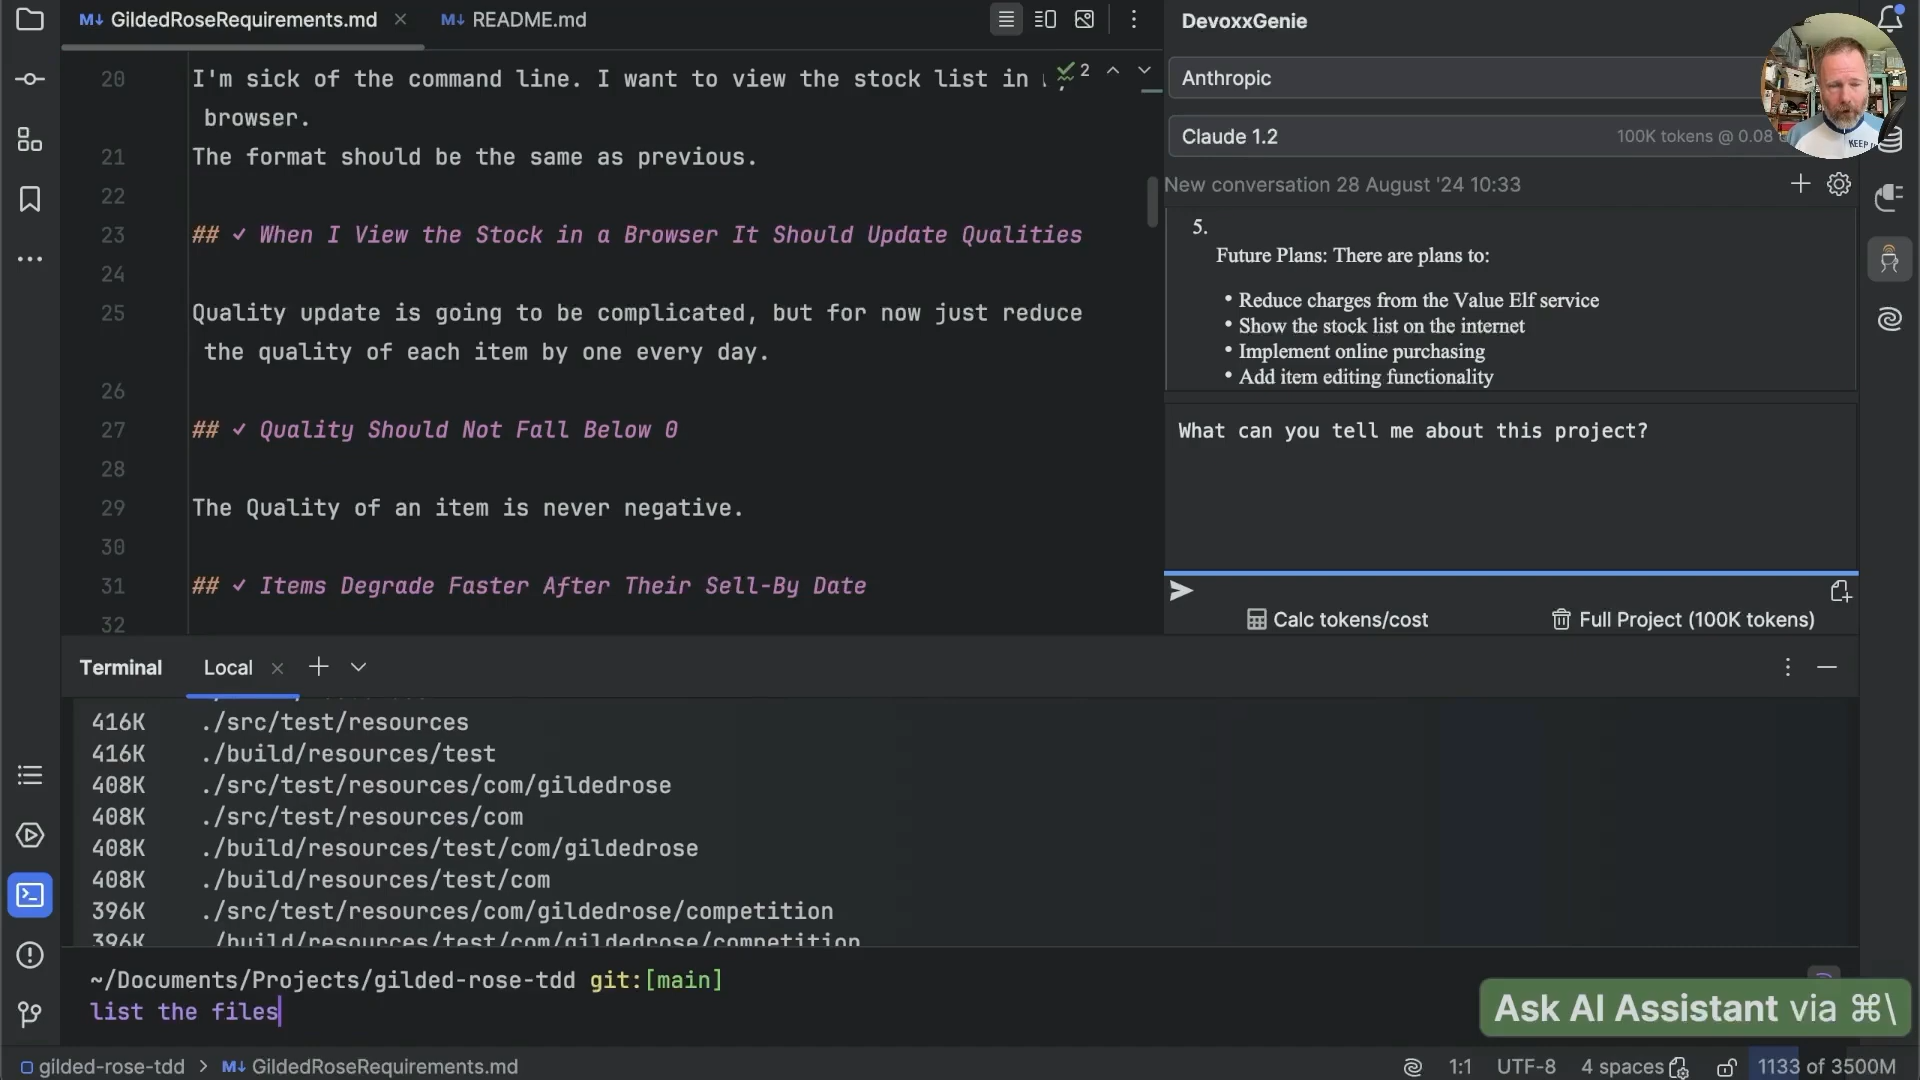 GildedRoseRequirements.md
README.md
20 I'm sick of the command line. I want to view the stock list in
browser.
21 The format should be the same as previous.
22
23 ## ✓ When I View the Stock in a Browser It Should Update Qualities
24
25 Quality update is going to be complicated, but for now just reduce
the quality of each item by one every day.
26
27 ## ✓ Quality Should Not Fall Below 0
28
29 The Quality of an item is never negative.
30
31 ## ✓ Items Degrade Faster After Their Sell-By Date
32
2
DevoxxGenie
Anthropic
Claude 1.2 100K tokens @ 0.08
New conversation 28 August '24 10:33
5.
Future Plans: There are plans to:
• Reduce charges from the Value Elf service
• Show the stock list on the internet
• Implement online purchasing
• Add item editing functionality
What can you tell me about this project?
Calc tokens/cost Full Project (100K tokens)
Terminal Local
416K ./src/test/resources
416K ./build/resources/test
408K ./src/test/resources/com/gildedrose
408K ./src/test/resources/com
408K ./build/resources/test/com/gildedrose
408K ./build/resources/test/com
396K ./src/test/resources/com/gildedrose/competition
396K ./build/resources/test/com/gildedrose/competition
~/Documents/Projects/gilded-rose-tdd git:[main]
list the files
Ask AI Assistant via ⌘\
gilded-rose-tdd > GildedRoseRequirements.md
1:1 UTF-8 4 spaces 1133 of 3500M
KEEP